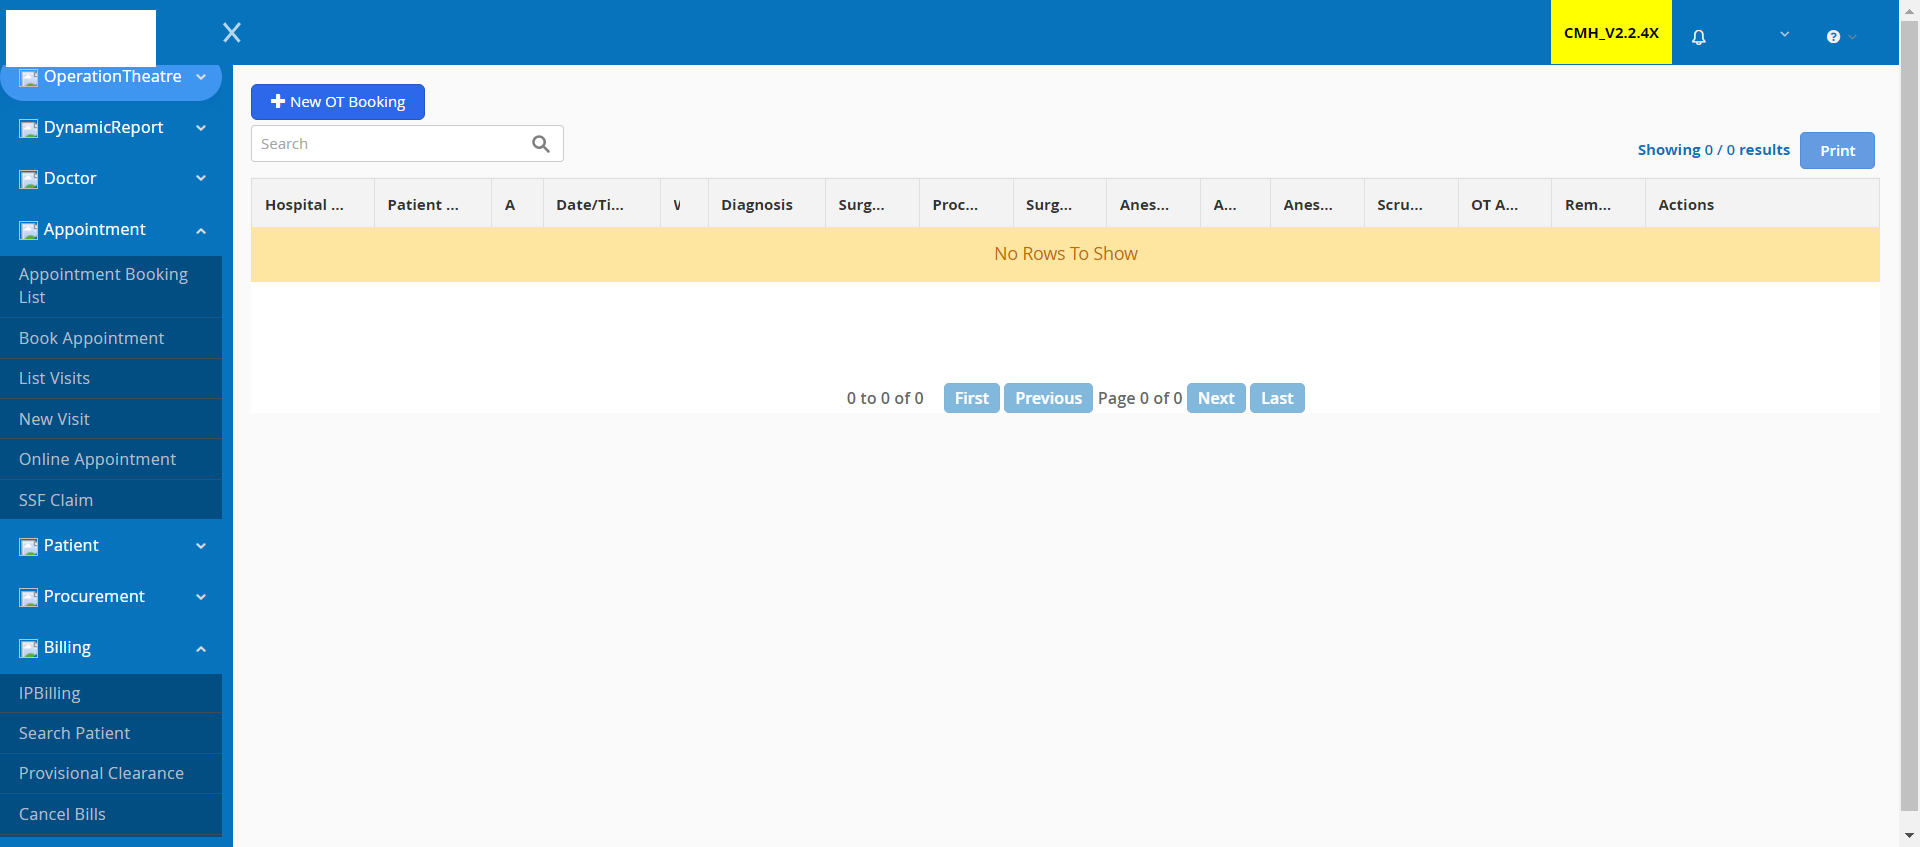 CMH_V2.2.4X
OperationTheatre
DynamicReport
Doctor
Appointment
Appointment Booking
List
Book Appointment
List Visits
New Visit
Online Appointment
SSF Claim
Patient
Procurement
Billing
IPBilling
Search Patient
Provisional Clearance
Cancel Bills
New OT Booking
Search
Showing 0 / 0 results
Print
Hospital ... Patient ... A Date/Ti... Diagnosis Surg... Proc... Surg... Anes... A... Anes... Scru... OT A... Rem... Actions
No Rows To Show
0 to 0 of 0 First Previous Page 0 of 0 Next Last